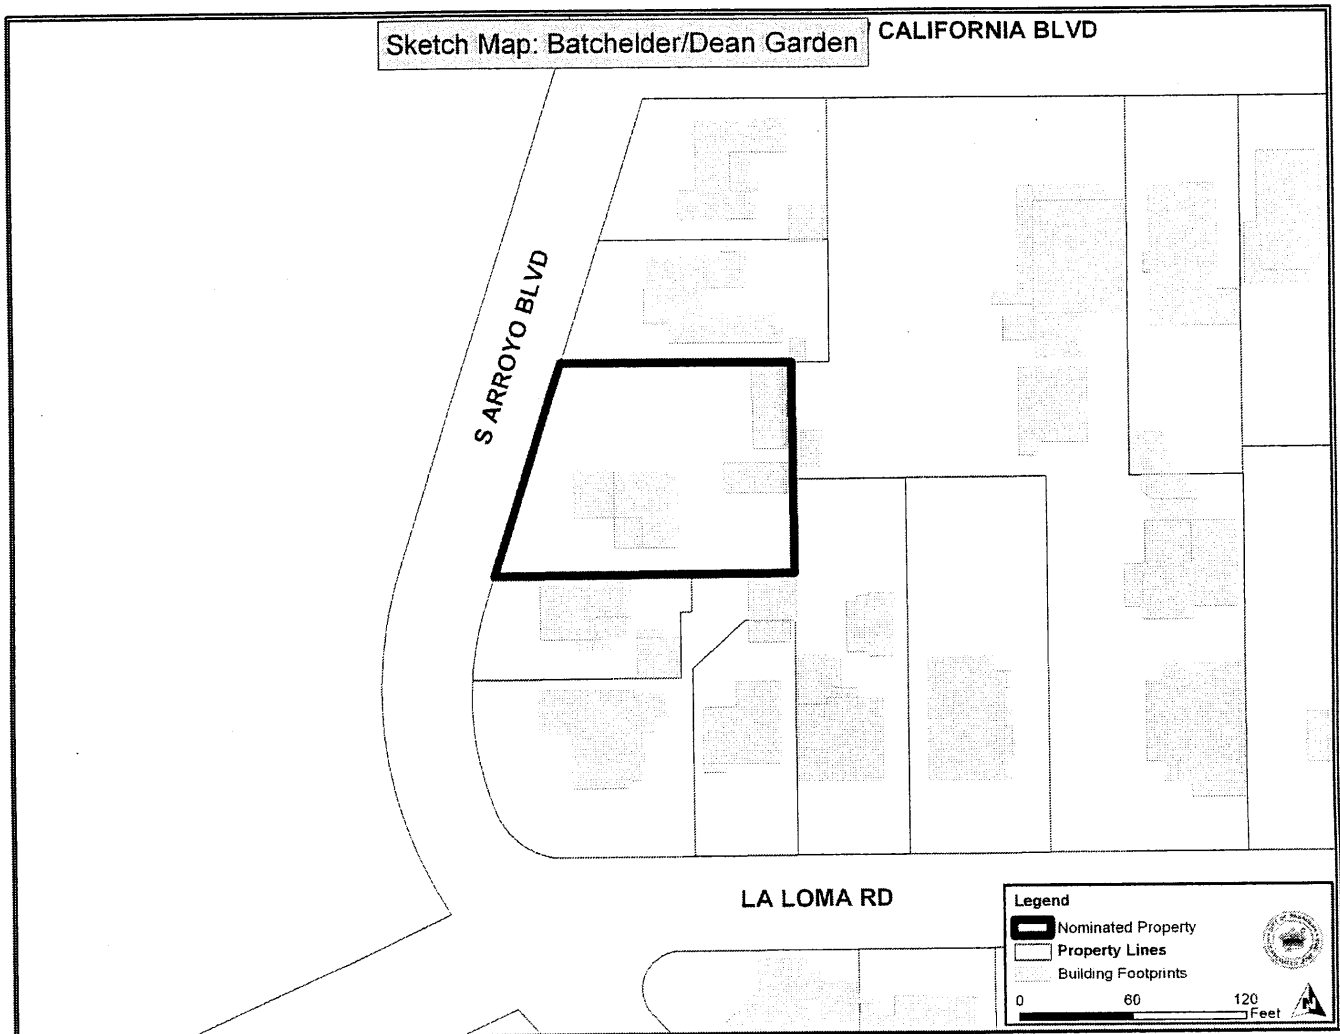 Sketch Map: Batchelder/Dean Garden
CALIFORNIA BLVD
S ARROYO BLVD
LA LOMA RD
Legend
Nominated Property
Property Lines
Building Footprints
0 60 120
Feet
N